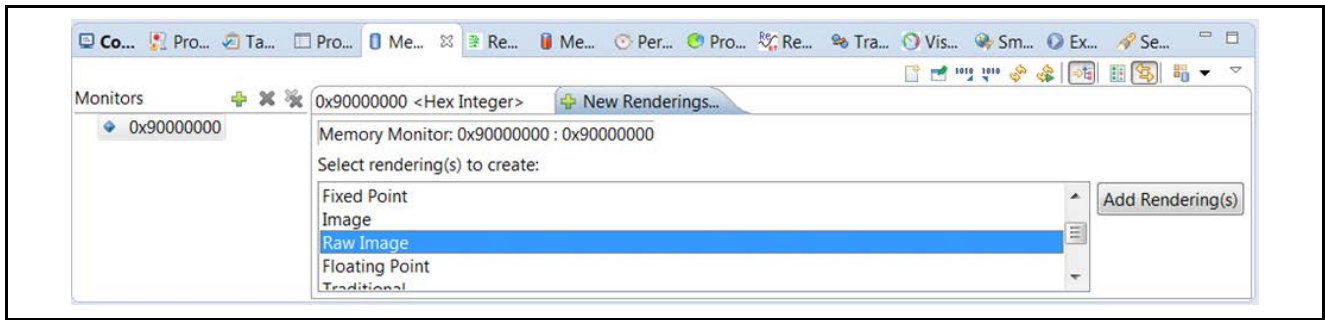 Co... Pro... Ta... Pro... Me... Re... Me... Per... Pro... Re... Tra... Vis... Sm... Ex... Se...
Monitors 0x90000000 <Hex Integer> New Renderings...
0x90000000
Memory Monitor: 0x90000000 : 0x90000000
Select rendering(s) to create:
Fixed Point
Image
Raw Image
Floating Point
Traditional
Add Rendering(s)